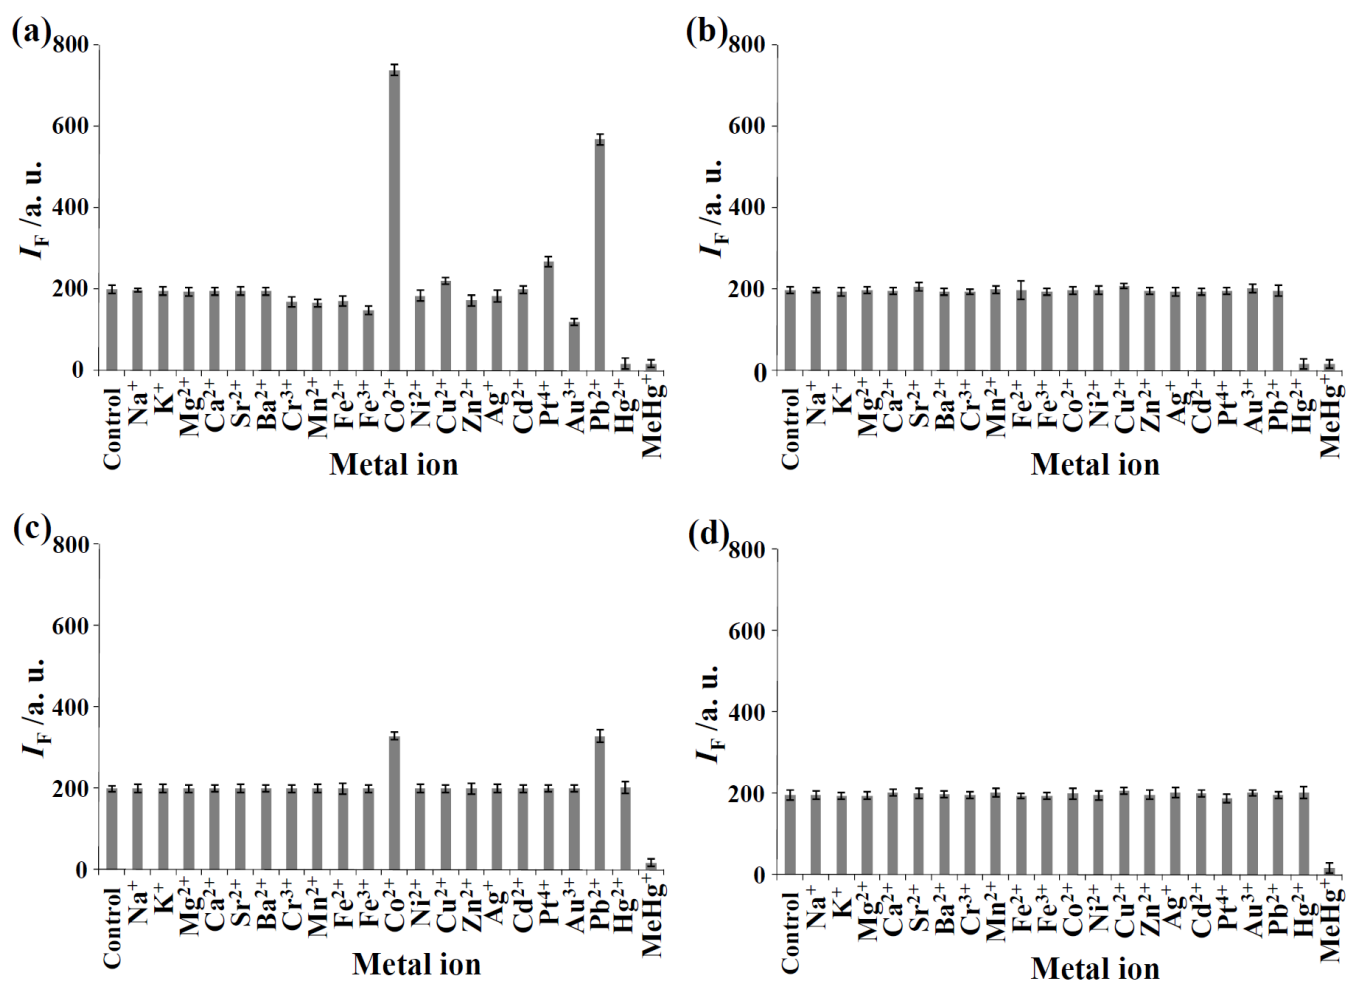 (a)
800
600
400
200
0
I_F /a. u.
Control Na⁺ K⁺ Mg²⁺ Ca²⁺ Sr²⁺ Ba²⁺ Cr³⁺ Mn²⁺ Fe²⁺ Fe³⁺ Co²⁺ Ni²⁺ Cu²⁺ Zn²⁺ Ag⁺ Cd²⁺ Pt⁴⁺ Au³⁺ Pb²⁺ Hg²⁺ MeHg⁺
Metal ion
(b)
800
600
400
200
0
I_F /a. u.
Control Na⁺ K⁺ Mg²⁺ Ca²⁺ Sr²⁺ Ba²⁺ Cr³⁺ Mn²⁺ Fe²⁺ Fe³⁺ Co²⁺ Ni²⁺ Cu²⁺ Zn²⁺ Ag⁺ Cd²⁺ Pt⁴⁺ Au³⁺ Pb²⁺ Hg²⁺ MeHg⁺
Metal ion
(c)
800
600
400
200
0
I_F /a. u.
Control Na⁺ K⁺ Mg²⁺ Ca²⁺ Sr²⁺ Ba²⁺ Cr³⁺ Mn²⁺ Fe²⁺ Fe³⁺ Co²⁺ Ni²⁺ Cu²⁺ Zn²⁺ Ag⁺ Cd²⁺ Pt⁴⁺ Au³⁺ Pb²⁺ Hg²⁺ MeHg⁺
Metal ion
(d)
800
600
400
200
0
I_F /a. u.
Control Na⁺ K⁺ Mg²⁺ Ca²⁺ Sr²⁺ Ba²⁺ Cr³⁺ Mn²⁺ Fe²⁺ Fe³⁺ Co²⁺ Ni²⁺ Cu²⁺ Zn²⁺ Ag⁺ Cd²⁺ Pt⁴⁺ Au³⁺ Pb²⁺ Hg²⁺ MeHg⁺
Metal ion